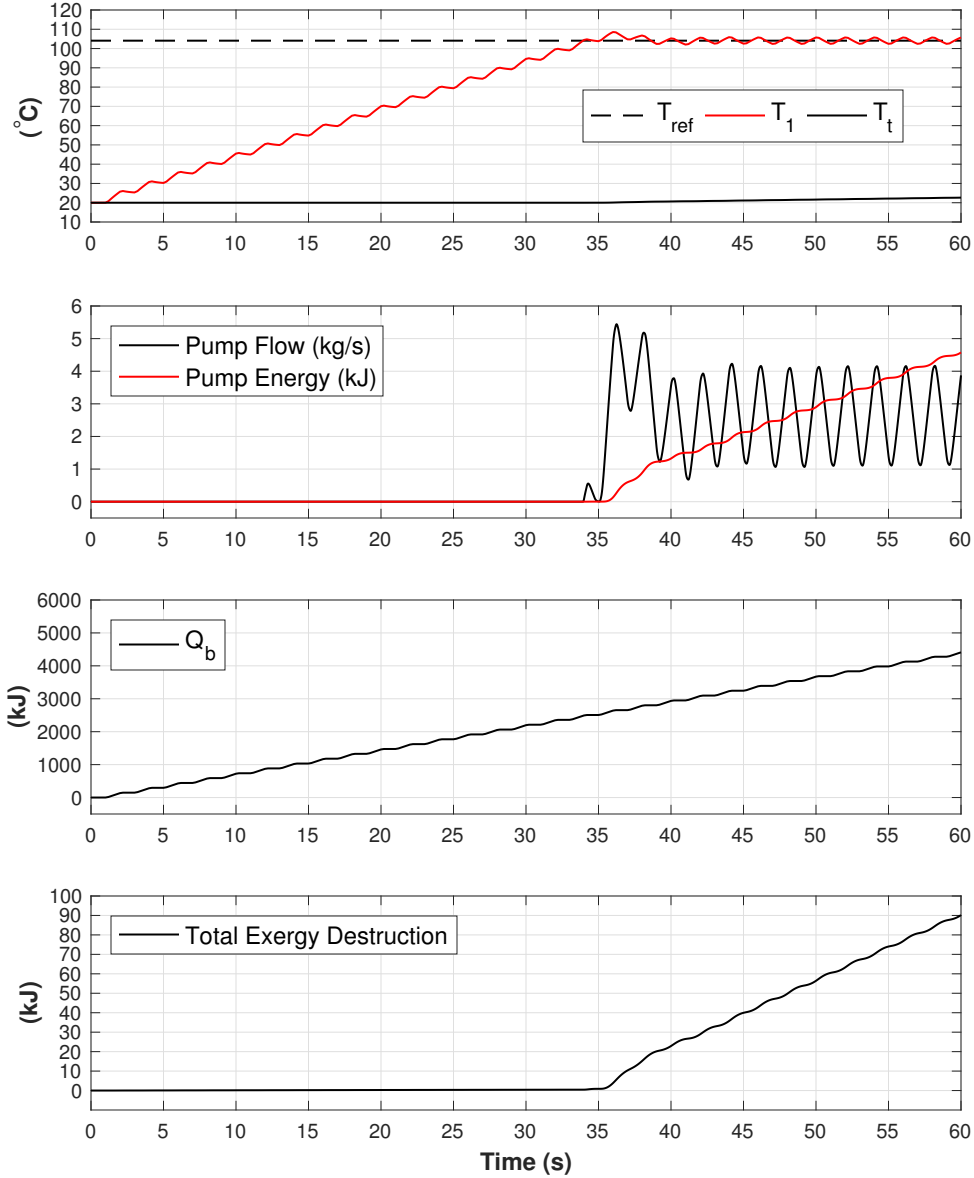 120
110
100
90
80
70
60
50
40
30
20
10
(°C)
T_ref T_1 T_t
0 5 10 15 20 25 30 35 40 45 50 55 60
6
5
4
3
2
1
0
Pump Flow (kg/s)
Pump Energy (kJ)
0 5 10 15 20 25 30 35 40 45 50 55 60
6000
5000
4000
3000
2000
1000
0
(kJ)
Q_b
0 5 10 15 20 25 30 35 40 45 50 55 60
100
90
80
70
60
50
40
30
20
10
0
(kJ)
Total Exergy Destruction
0 5 10 15 20 25 30 35 40 45 50 55 60
Time (s)